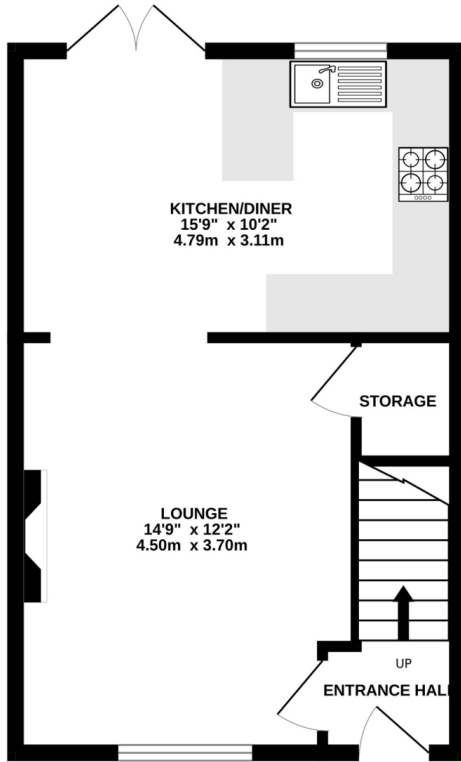 KITCHEN/DINER
15'9" x 10'2"
4.79m x 3.11m
STORAGE
LOUNGE
14'9" x 12'2"
4.50m x 3.70m
UP
ENTRANCE HALL